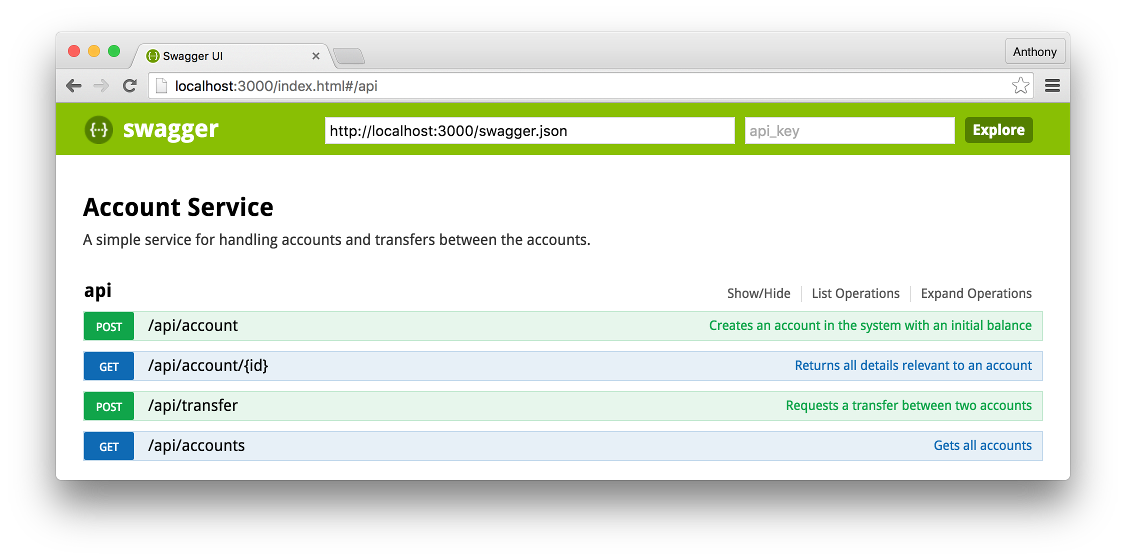 Swagger UI
Anthony
localhost:3000/index.html#/api
{··} swagger
http://localhost:3000/swagger.json
api_key
Explore
Account Service
A simple service for handling accounts and transfers between the accounts.
api
Show/Hide
List Operations
Expand Operations
POST /api/account Creates an account in the system with an initial balance
GET /api/account/{id} Returns all details relevant to an account
POST /api/transfer Requests a transfer between two accounts
GET /api/accounts Gets all accounts